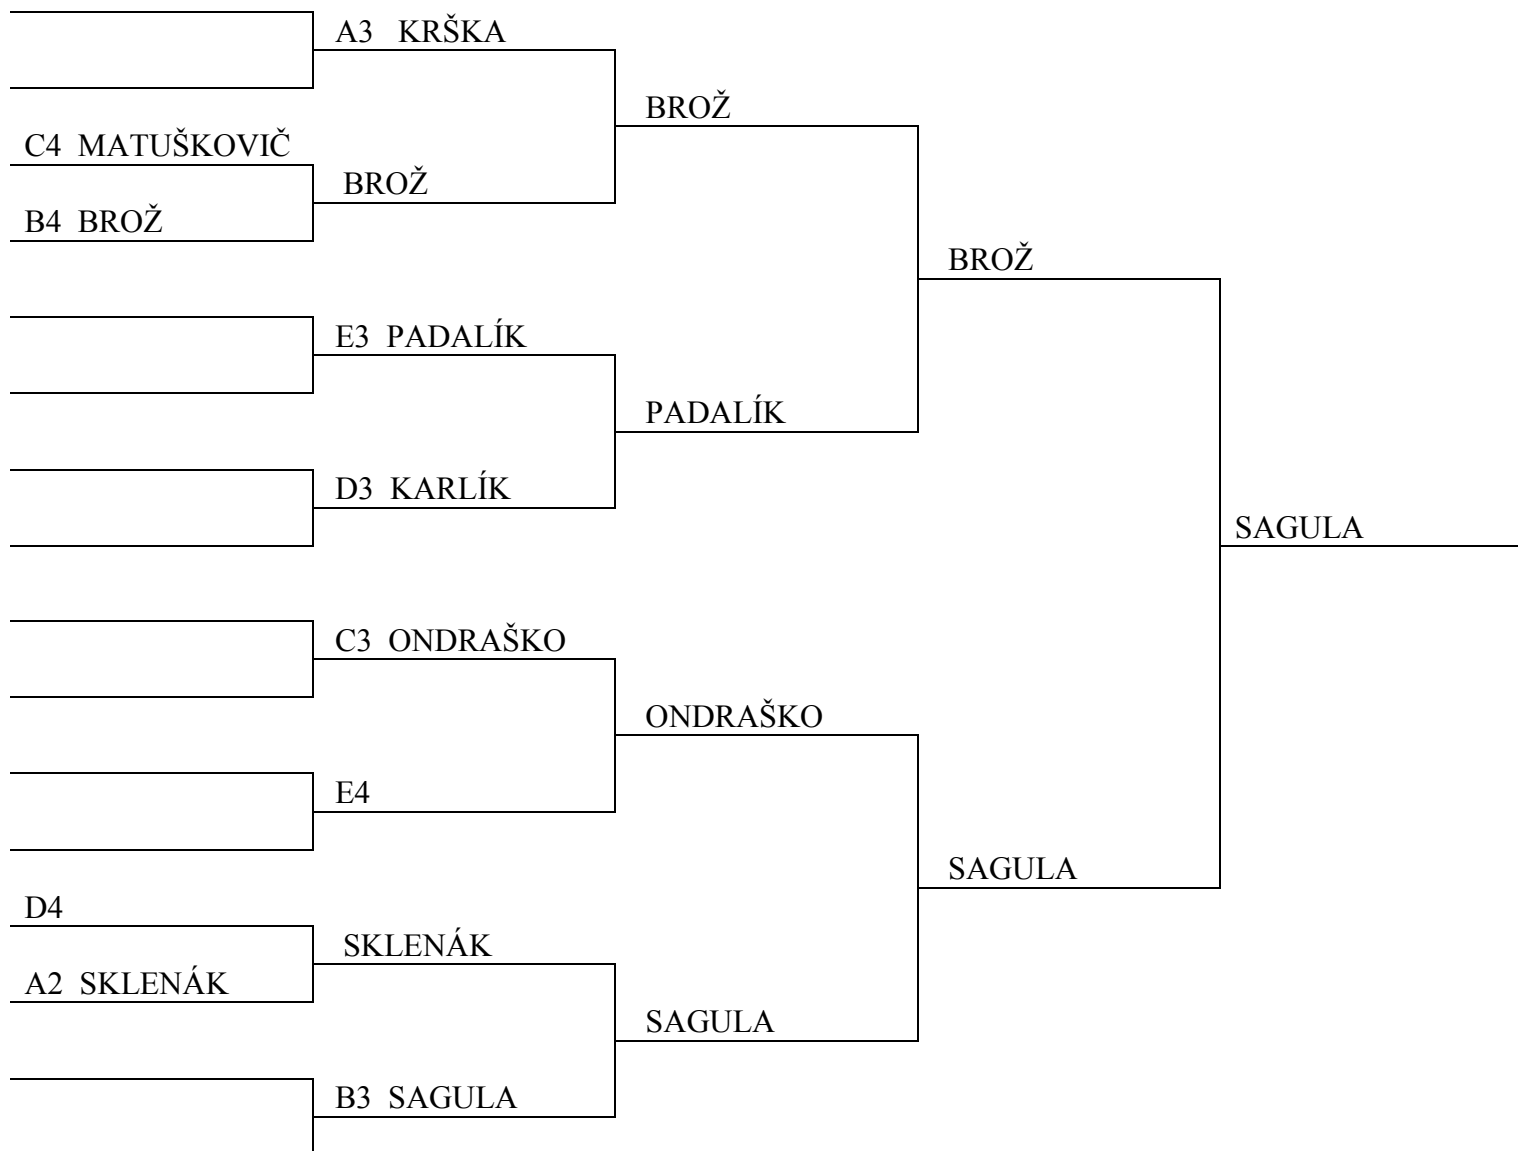 A3 KRŠKA
BROŽ
C4 MATUŠKOVIČ
BROŽ
B4 BROŽ
BROŽ
E3 PADALÍK
PADALÍK
D3 KARLÍK
SAGULA
C3 ONDRAŠKO
ONDRAŠKO
E4
SAGULA
D4
SKLENÁK
A2 SKLENÁK
SAGULA
B3 SAGULA